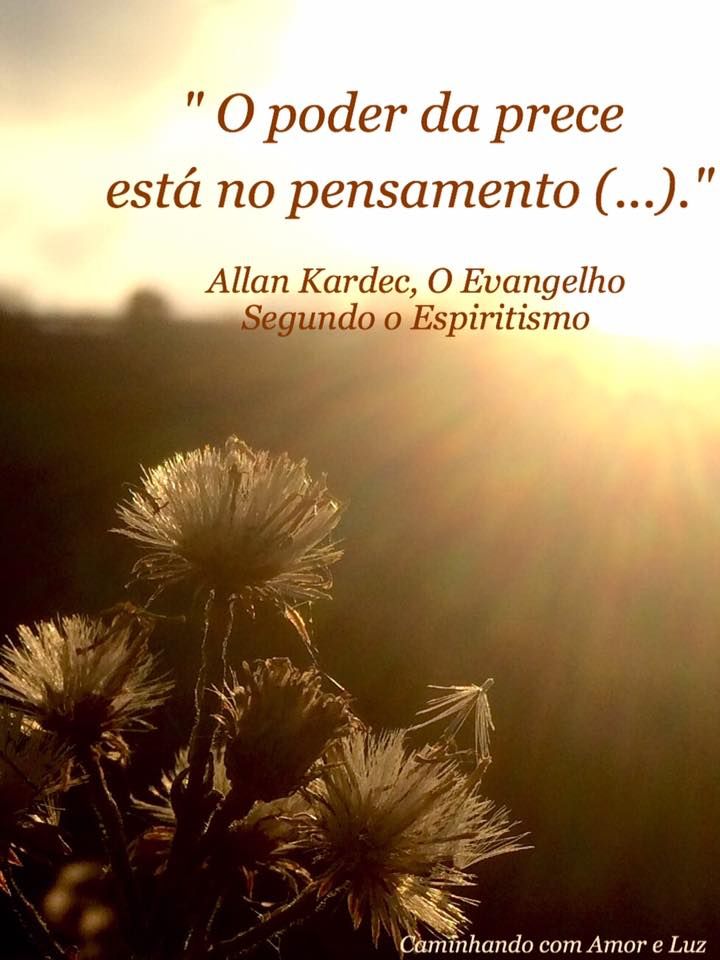 " O poder da prece
está no pensamento (...)."
Allan Kardec, O Evangelho
Segundo o Espiritismo
Caminhando com Amor e Luz